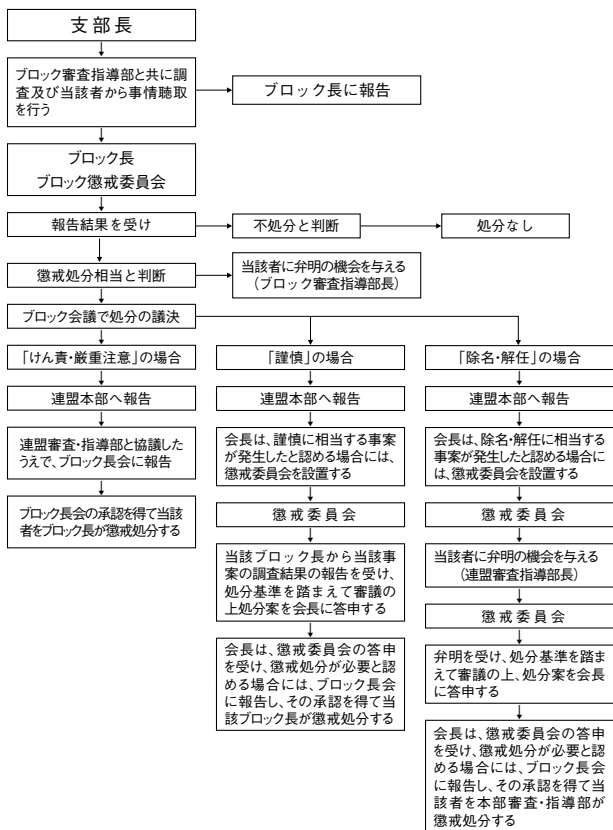 支部長
ブロック審査指導部と共に調
査及び当該者から事情聴取
を行う
ブロック長に報告
ブロック長
ブロック懲戒委員会
報告結果を受け
不処分と判断
処分なし
懲戒処分相当と判断
当該者に弁明の機会を与える
(ブロック審査指導部長)
ブロック会議で処分の議決
「けん責・厳重注意」の場合
連盟本部へ報告
連盟審査・指導部と協議した
うえで、ブロック長会に報告
ブロック長会の承認を得て当該
者をブロック長が懲戒処分する
「謹慎」の場合
連盟本部へ報告
会長は、謹慎に相当する事案
が発生したと認める場合には、
懲戒委員会を設置する
懲戒委員会
当該ブロック長から当該事
案の調査結果の報告を受け、
処分基準を踏まえて審議の
上処分案を会長に答申する
会長は、懲戒委員会の答申
を受け、懲戒処分が必要と認
める場合には、ブロック長会
に報告し、その承認を得て当
該ブロック長が懲戒処分する
「除名・解任」の場合
連盟本部へ報告
会長は、除名・解任に相当する
事案が発生したと認める場合に
は、懲戒委員会を設置する
懲戒委員会
当該者に弁明の機会を与える
(連盟審査指導部長)
懲戒委員会
弁明を受け、処分基準を踏ま
えて審議の上、処分案を会長
に答申する
会長は、懲戒委員会の答申
を受け、懲戒処分が必要と認
める場合には、ブロック長会
に報告し、その承認を得て当
該者を本部審査・指導部が
懲戒処分する